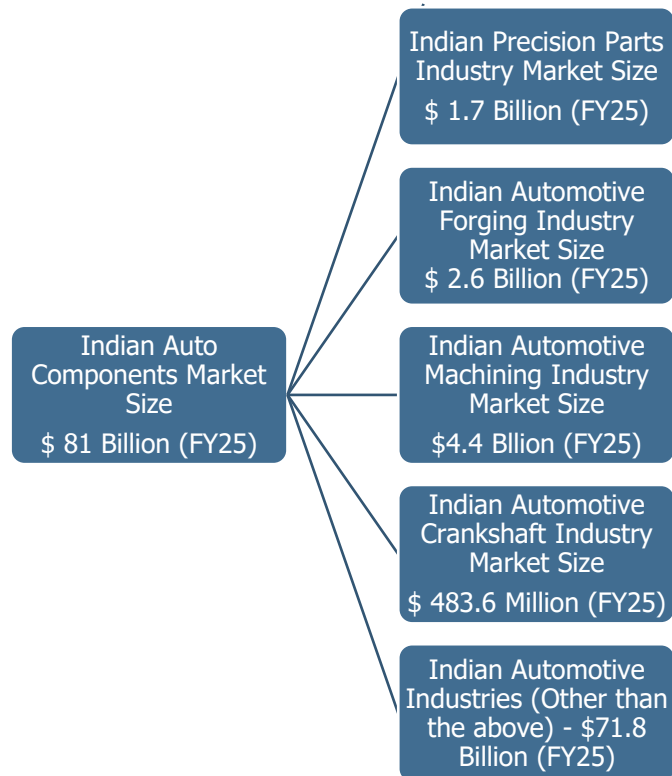 Indian Precision Parts
Industry Market Size
$ 1.7 Billion (FY25)
Indian Automotive
Forging Industry
Market Size
$ 2.6 Billion (FY25)
Indian Auto
Components Market
Size
$ 81 Billion (FY25)
Indian Automotive
Machining Industry
Market Size
$4.4 Bllion (FY25)
Indian Automotive
Crankshaft Industry
Market Size
$ 483.6 Million (FY25)
Indian Automotive
Industries (Other than
the above) - $71.8
Billion (FY25)